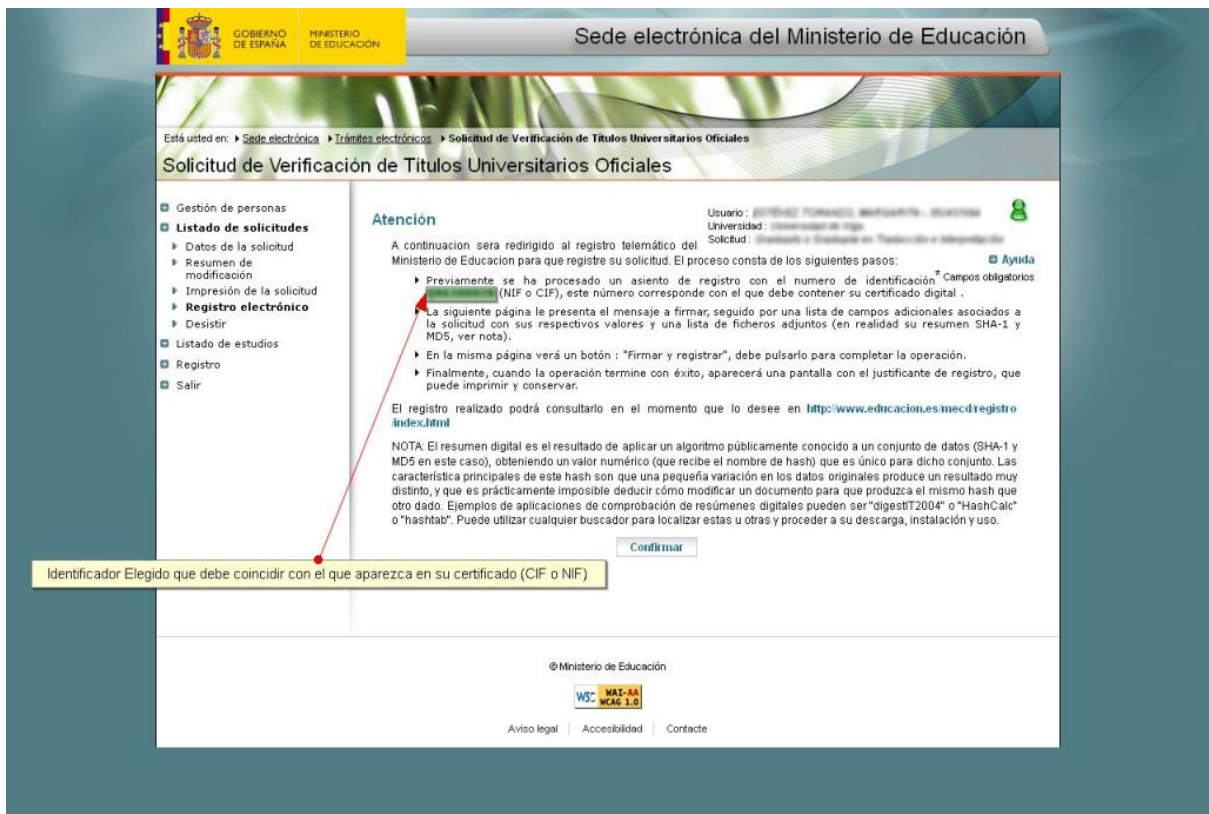 GOBIERNO
DE ESPAÑA
MINISTERIO
DE EDUCACIÓN
Sede electrónica del Ministerio de Educación
Está usted en: Sede electrónica Trámites electrónicos Solicitud de Verificación de Títulos Universitarios Oficiales
Solicitud de Verificación de Títulos Universitarios Oficiales
Gestión de personas
Listado de solicitudes
Datos de la solicitud
Resumen de
modificación
Impresión de la solicitud
Registro electrónico
Desistir
Listado de estudios
Registro
Salir
Atención
Usuario :
Universidad :
Solicitud :
Ayuda
* Campos obligatorios
A continuacion sera redirigido al registro telemático del
Ministerio de Educacion para que registre su solicitud. El proceso consta de los siguientes pasos:
Previamente se ha procesado un asiento de registro con el numero de identificación
(NIF o CIF), este número corresponde con el que debe contener su certificado digital .
La siguiente página le presenta el mensaje a firmar, seguido por una lista de campos adicionales asociados a
la solicitud con sus respectivos valores y una lista de ficheros adjuntos (en realidad su resumen SHA-1 y
MD5, ver nota).
En la misma página verá un botón : "Firmar y registrar", debe pulsarlo para completar la operación.
Finalmente, cuando la operación termine con éxito, aparecerá una pantalla con el justificante de registro, que
puede imprimir y conservar.
El registro realizado podrá consultarlo en el momento que lo desee en http://www.educacion.es/mecd/registro
/index.html
NOTA: El resumen digital es el resultado de aplicar un algoritmo públicamente conocido a un conjunto de datos (SHA-1 y
MD5 en este caso), obteniendo un valor numérico (que recibe el nombre de hash) que es único para dicho conjunto. Las
característica principales de este hash son que una pequeña variación en los datos originales produce un resultado muy
distinto, y que es prácticamente imposible deducir cómo modificar un documento para que produzca el mismo hash que
otro dado. Ejemplos de aplicaciones de comprobación de resúmenes digitales pueden ser "digestIT2004" o "HashCalc"
o "hashtab". Puede utilizar cualquier buscador para localizar estas u otras y proceder a su descarga, instalación y uso.
Confirmar
Identificador Elegido que debe coincidir con el que aparezca en su certificado (CIF o NIF)
© Ministerio de Educación
W3C WAI-AA
WCAG 1.0
Aviso legal Accesibilidad Contacte